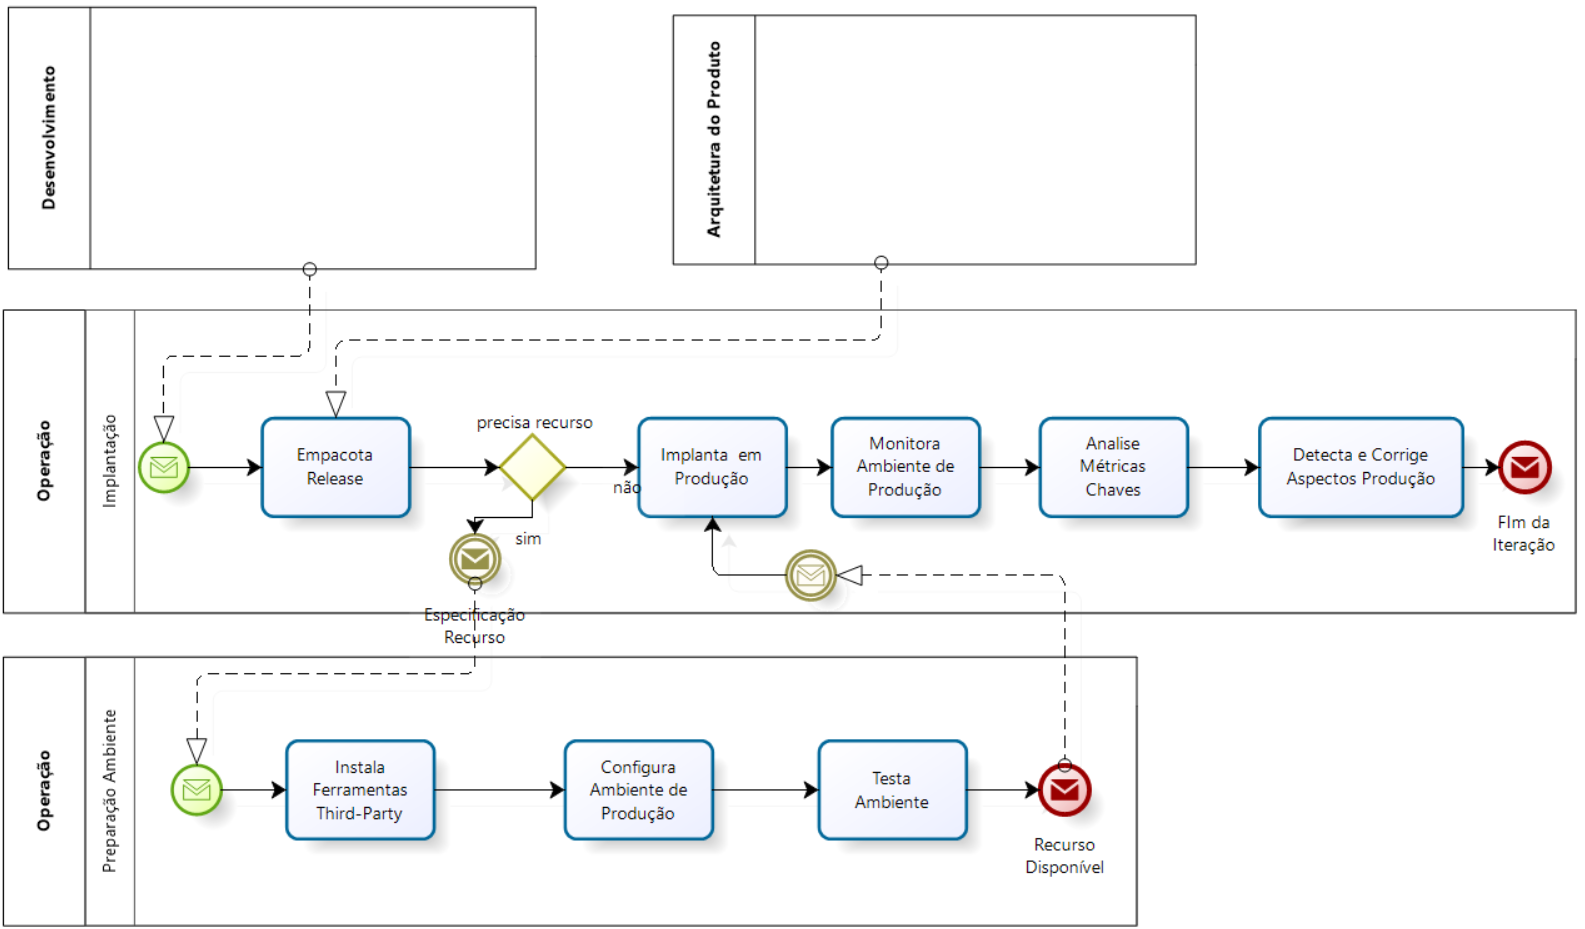 Desenvolvimento
Arquitetura do Produto
Operação
Implantação
Empacota
Release
precisa recurso
não
sim
Implanta em
Produção
Monitora
Ambiente de
Produção
Analise
Métricas
Chaves
Detecta e Corrige
Aspectos Produção
FIm da
Iteração
Especificação
Recurso
Operação
Preparação Ambiente
Instala
Ferramentas
Third-Party
Configura
Ambiente de
Produção
Testa
Ambiente
Recurso
Disponível